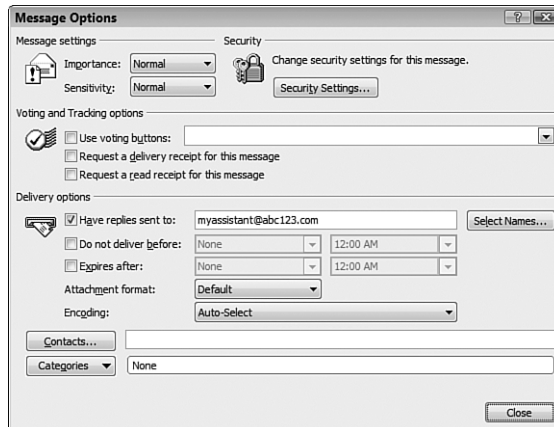 Message Options
Message settings
Security
Importance: Normal
Sensitivity: Normal
Change security settings for this message.
Security Settings...
Voting and Tracking options
Use voting buttons:
Request a delivery receipt for this message
Request a read receipt for this message
Delivery options
Have replies sent to: myassistant@abc123.com Select Names...
Do not deliver before: None 12:00 AM
Expires after: None 12:00 AM
Attachment format: Default
Encoding: Auto-Select
Contacts...
Categories None
Close